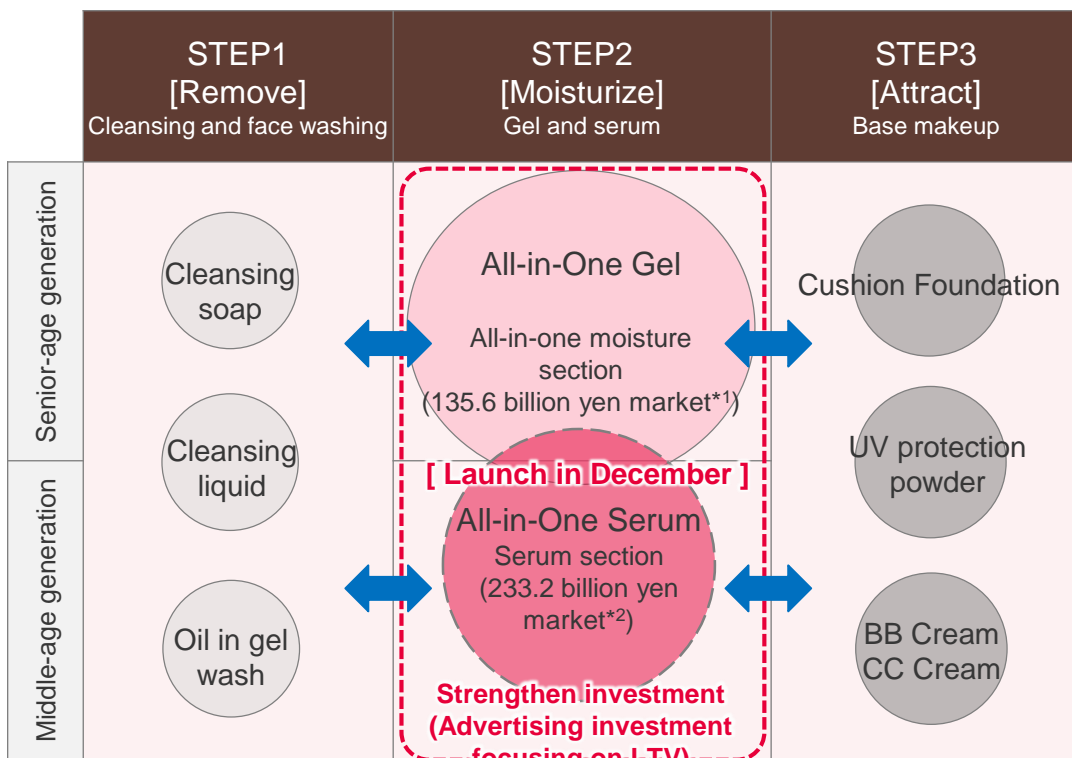 STEP1
[Remove]
Cleansing and face washing
STEP2
[Moisturize]
Gel and serum
STEP3
[Attract]
Base makeup
Senior-age generation
Cleansing
soap
Cleansing
liquid
All-in-One Gel
All-in-one moisture
section
(135.6 billion yen market*1)
Cushion Foundation
UV protection
powder
Middle-age generation
Oil in gel
wash
[ Launch in December ]
All-in-One Serum
Serum section
(233.2 billion yen
market*2)
Strengthen investment
(Advertising investment
focusing on LTV)
BB Cream
CC Cream